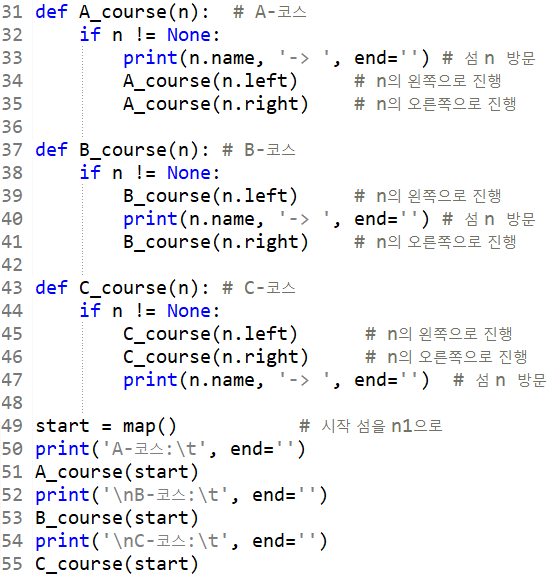 31 def A_course(n):  # A-코스
32     if n != None:
33         print(n.name, '-> ', end='') # 섬 n 방문
34         A_course(n.left)     # n의 왼쪽으로 진행
35         A_course(n.right)    # n의 오른쪽으로 진행
36
37 def B_course(n): # B-코스
38     if n != None:
39         B_course(n.left)     # n의 왼쪽으로 진행
40         print(n.name, '-> ', end='') # 섬 n 방문
41         B_course(n.right)    # n의 오른쪽으로 진행
42
43 def C_course(n): # C-코스
44     if n != None:
45         C_course(n.left)      # n의 왼쪽으로 진행
46         C_course(n.right)     # n의 오른쪽으로 진행
47         print(n.name, '-> ', end='')  # 섬 n 방문
48
49 start = map()           # 시작 섬을 n1으로
50 print('A-코스:\t', end='')
51 A_course(start)
52 print('\nB-코스:\t', end='')
53 B_course(start)
54 print('\nC-코스:\t', end='')
55 C_course(start)